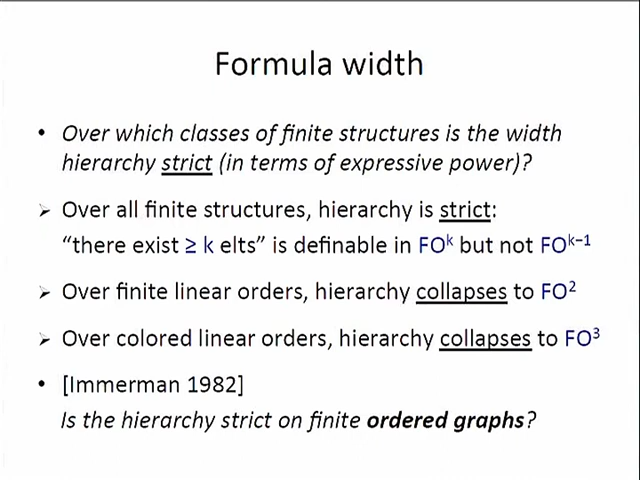 Formula width
• Over which classes of finite structures is the width
hierarchy strict (in terms of expressive power)?
➢ Over all finite structures, hierarchy is strict:
“there exist ≥ k elts” is definable in FOᵏ but not FOᵏ⁻¹
➢ Over finite linear orders, hierarchy collapses to FO²
➢ Over colored linear orders, hierarchy collapses to FO³
• [Immerman 1982]
Is the hierarchy strict on finite ordered graphs?